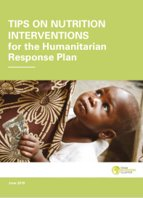 TIPS ON NUTRITION
INTERVENTIONS
for the Humanitarian
Response Plan